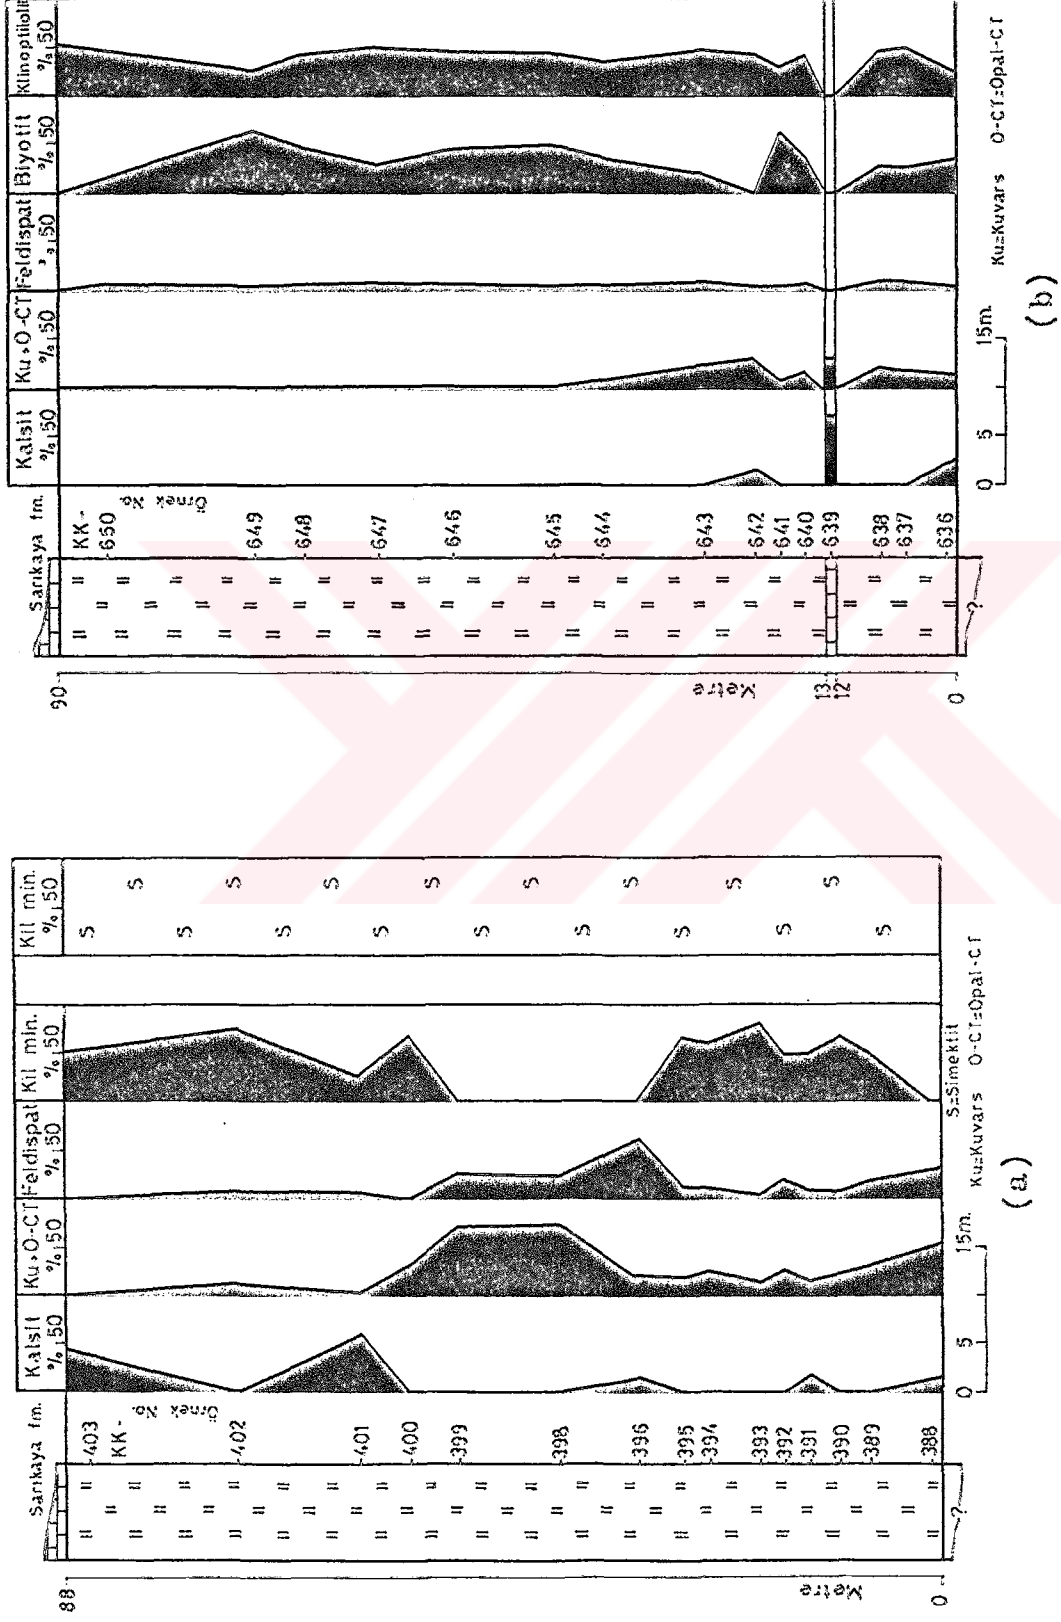 Sarıkaya fm.
Kalsit
% 50
Ku+O-CT
% 50
Feldispat
% 50
Kil min.
% 50
Kil min.
% 50
88
-403
KK-
Örnek No.
-402
-401
-400
-399
-398
-396
-395
-394
-393
-392
-391
-390
-389
-388
Metre
0
?
0 5 15m.
S=Simektit
Ku=Kuvars O-CT=Opal-CT
S S S S S S S S
S S S S S S S S S
(a)
Sarıkaya fm.
Kalsit
% 50
Ku+O-CT
% 50
Feldispat
% 50
Biyotit
% 50
Klinoptilolit
% 50
90
KK-
-660
Örnek No.
-649
-648
-647
-646
-645
-644
-643
-642
-641
-640
-639
-638
-637
-636
Metre
13
12
0
?
0 5 15m.
Ku=Kuvars O-CT=Opal-CT
(b)